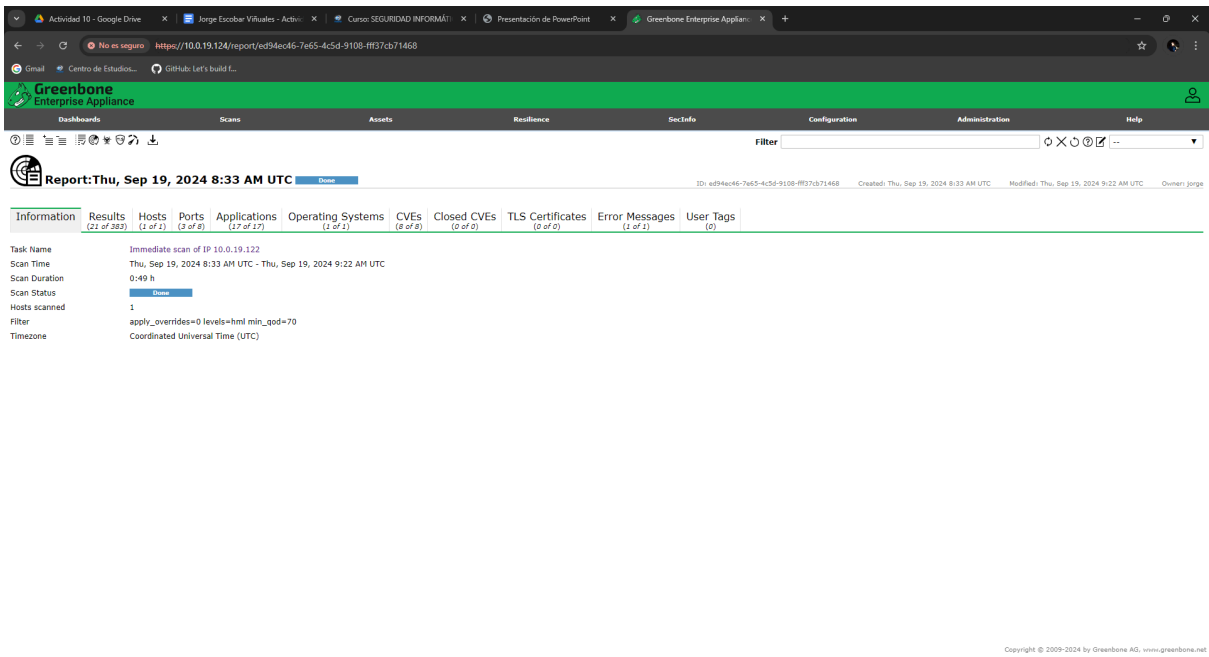 Actividad 10 - Google Drive
Jorge Escobar Viñuales - Activi
Curso: SEGURIDAD INFORMÁTI
Presentación de PowerPoint
Greenbone Enterprise Applianc
No es seguro https://10.0.19.124/report/ed94ec46-7e65-4c5d-9108-fff37cb71468
Gmail Centro de Estudios... GitHub: Let's build f...
Greenbone
Enterprise Appliance
Dashboards Scans Assets Resilience SecInfo Configuration Administration Help
Filter --
Report:Thu, Sep 19, 2024 8:33 AM UTC Done
ID: ed94ec46-7e65-4c5d-9108-fff37cb71468 Created: Thu, Sep 19, 2024 8:33 AM UTC Modified: Thu, Sep 19, 2024 9:22 AM UTC Owner: jorge
Information Results Hosts Ports Applications Operating Systems CVEs Closed CVEs TLS Certificates Error Messages User Tags
(21 of 383) (1 of 1) (3 of 8) (17 of 17) (1 of 1) (8 of 8) (0 of 0) (0 of 0) (1 of 1) (0)
Task Name Immediate scan of IP 10.0.19.122
Scan Time Thu, Sep 19, 2024 8:33 AM UTC - Thu, Sep 19, 2024 9:22 AM UTC
Scan Duration 0:49 h
Scan Status Done
Hosts scanned 1
Filter apply_overrides=0 levels=hml min_qod=70
Timezone Coordinated Universal Time (UTC)
Copyright © 2009-2024 by Greenbone AG, www.greenbone.net